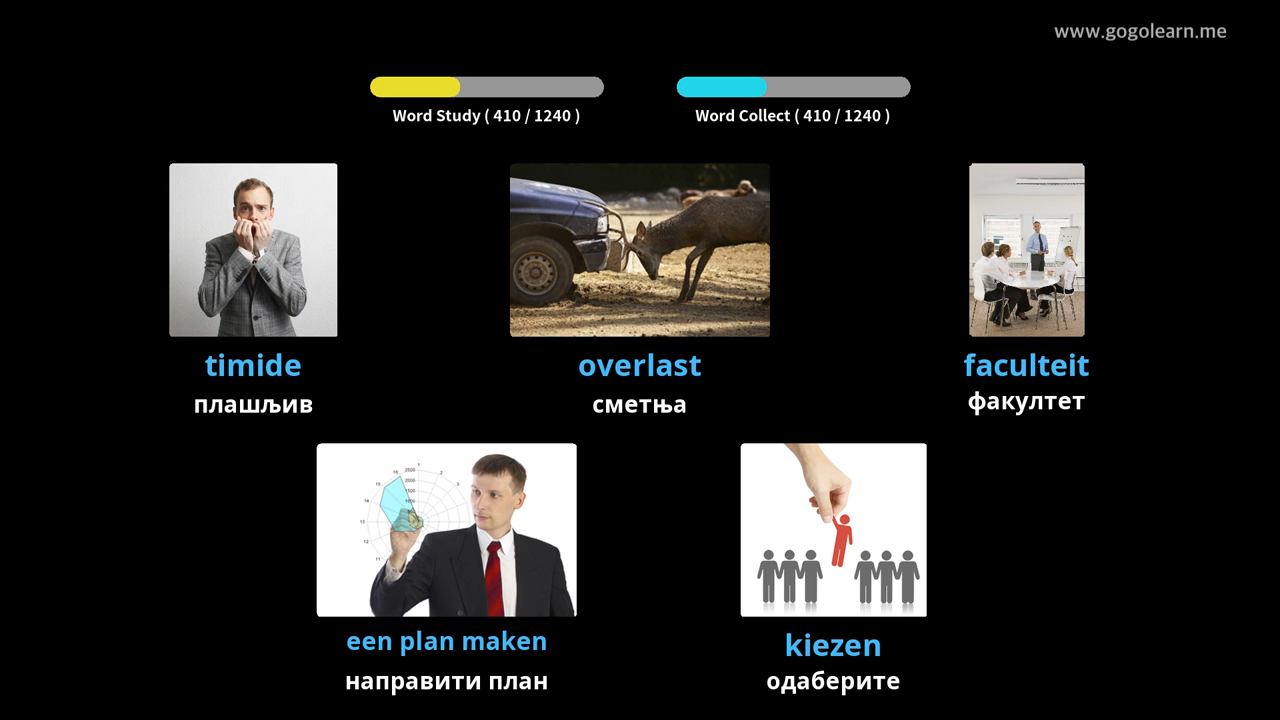 www.gogolearn.me
Word Study ( 410 / 1240 )
Word Collect ( 410 / 1240 )
timide
плашљив
overlast
сметња
faculteit
факултет
een plan maken
направити план
kiezen
одаберите